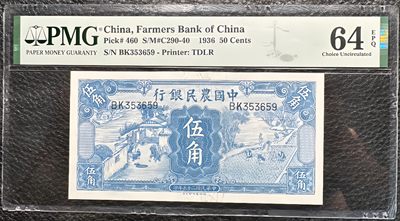 PMG
PAPER MONEY GUARANTY
China, Farmers Bank of China
Pick# 460 S/M#C290-40 1936 50 Cents
S/N BK353659 - Printer: TDLR
64 EPQ
Choice Uncirculated
行銀民農國中
伍角
伍角
BK353659
BK353659
伍角
伍角
伍角